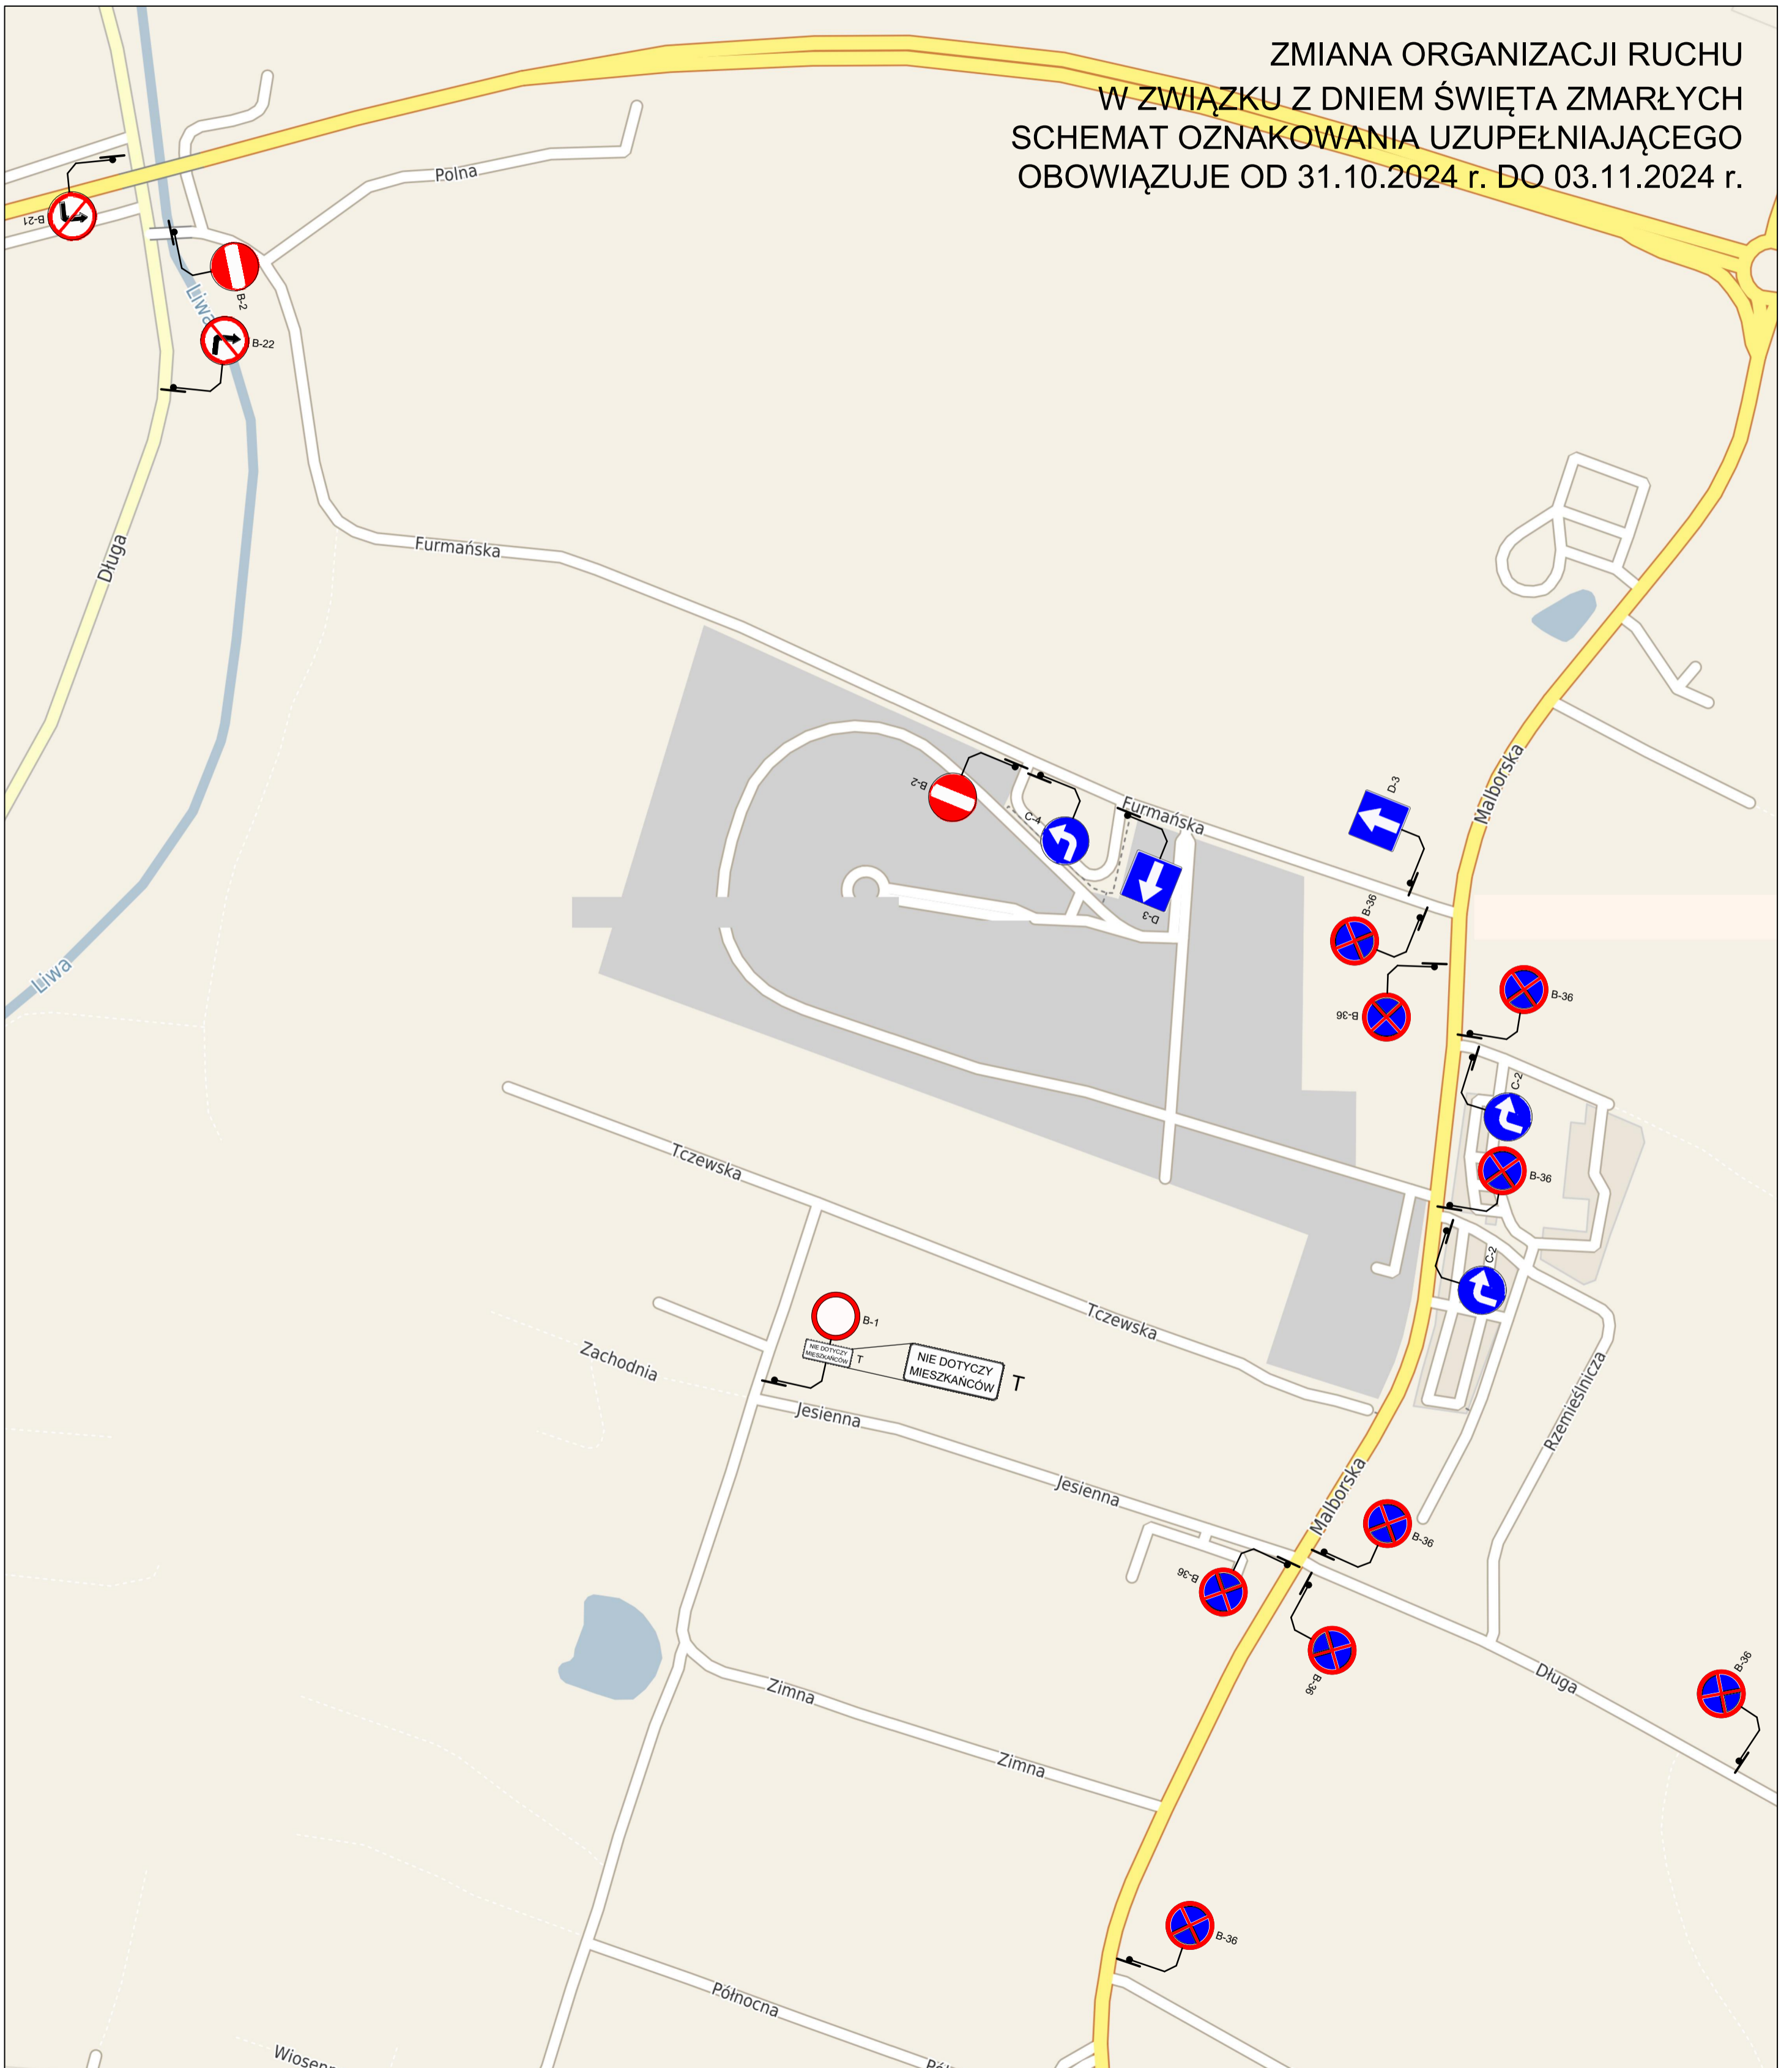 ZMIANA ORGANIZACJI RUCHU
W ZWIĄZKU Z DNIEM ŚWIĘTA ZMARŁYCH
SCHEMAT OZNAKOWANIA UZUPEŁNIAJĄCEGO
OBOWIĄZUJE OD 31.10.2024 r. DO 03.11.2024 r.
Polna
B-21
B-2
Liwa
B-22
Długa
Furmańska
Malborska
B-2
C-4
Furmańska
D-3
D-3
B-36
B-36
B-36
Liwa
C-2
B-36
C-2
Tczewska
Tczewska
B-1
NIE DOTYCZY
MIESZKAŃCÓW
T
NIE DOTYCZY
MIESZKAŃCÓW
T
Zachodnia
Jesienna
Rzemieślnicza
Jesienna
Malborska
B-36
B-36
B-36
Długa
B-36
Zimna
Zimna
B-36
Północna